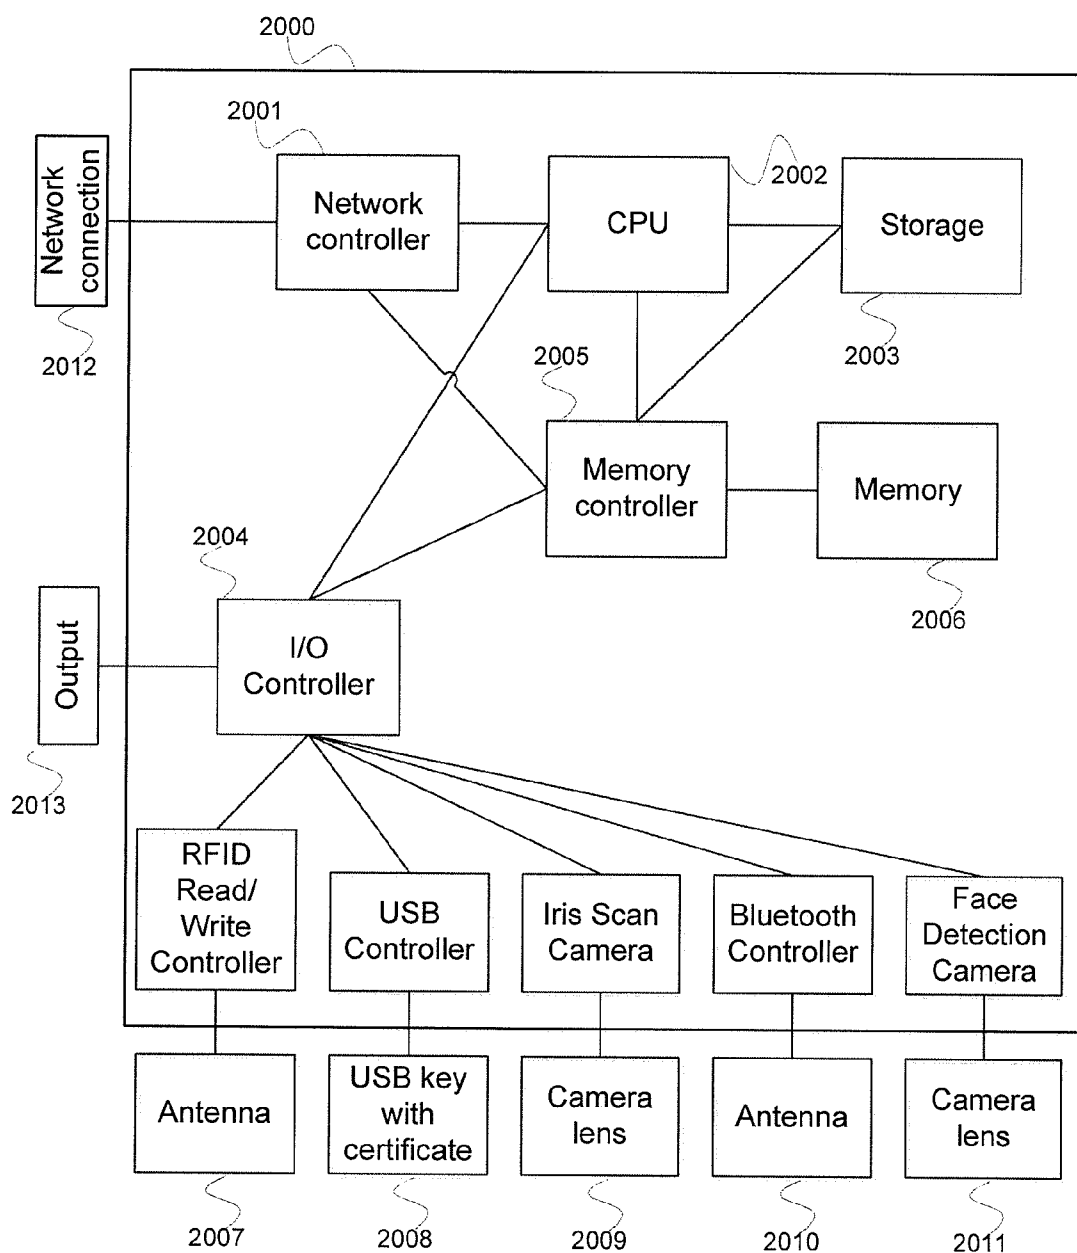 2000
2001
2002
Network
connection
Network
controller
CPU
Storage
2012
2005
2003
Memory
controller
Memory
2004
2006
I/O
Controller
Output
2013
RFID
Read/
Write
Controller
USB
Controller
Iris Scan
Camera
Bluetooth
Controller
Face
Detection
Camera
Antenna
USB key
with
certificate
Camera
lens
Antenna
Camera
lens
2007
2008
2009
2010
2011